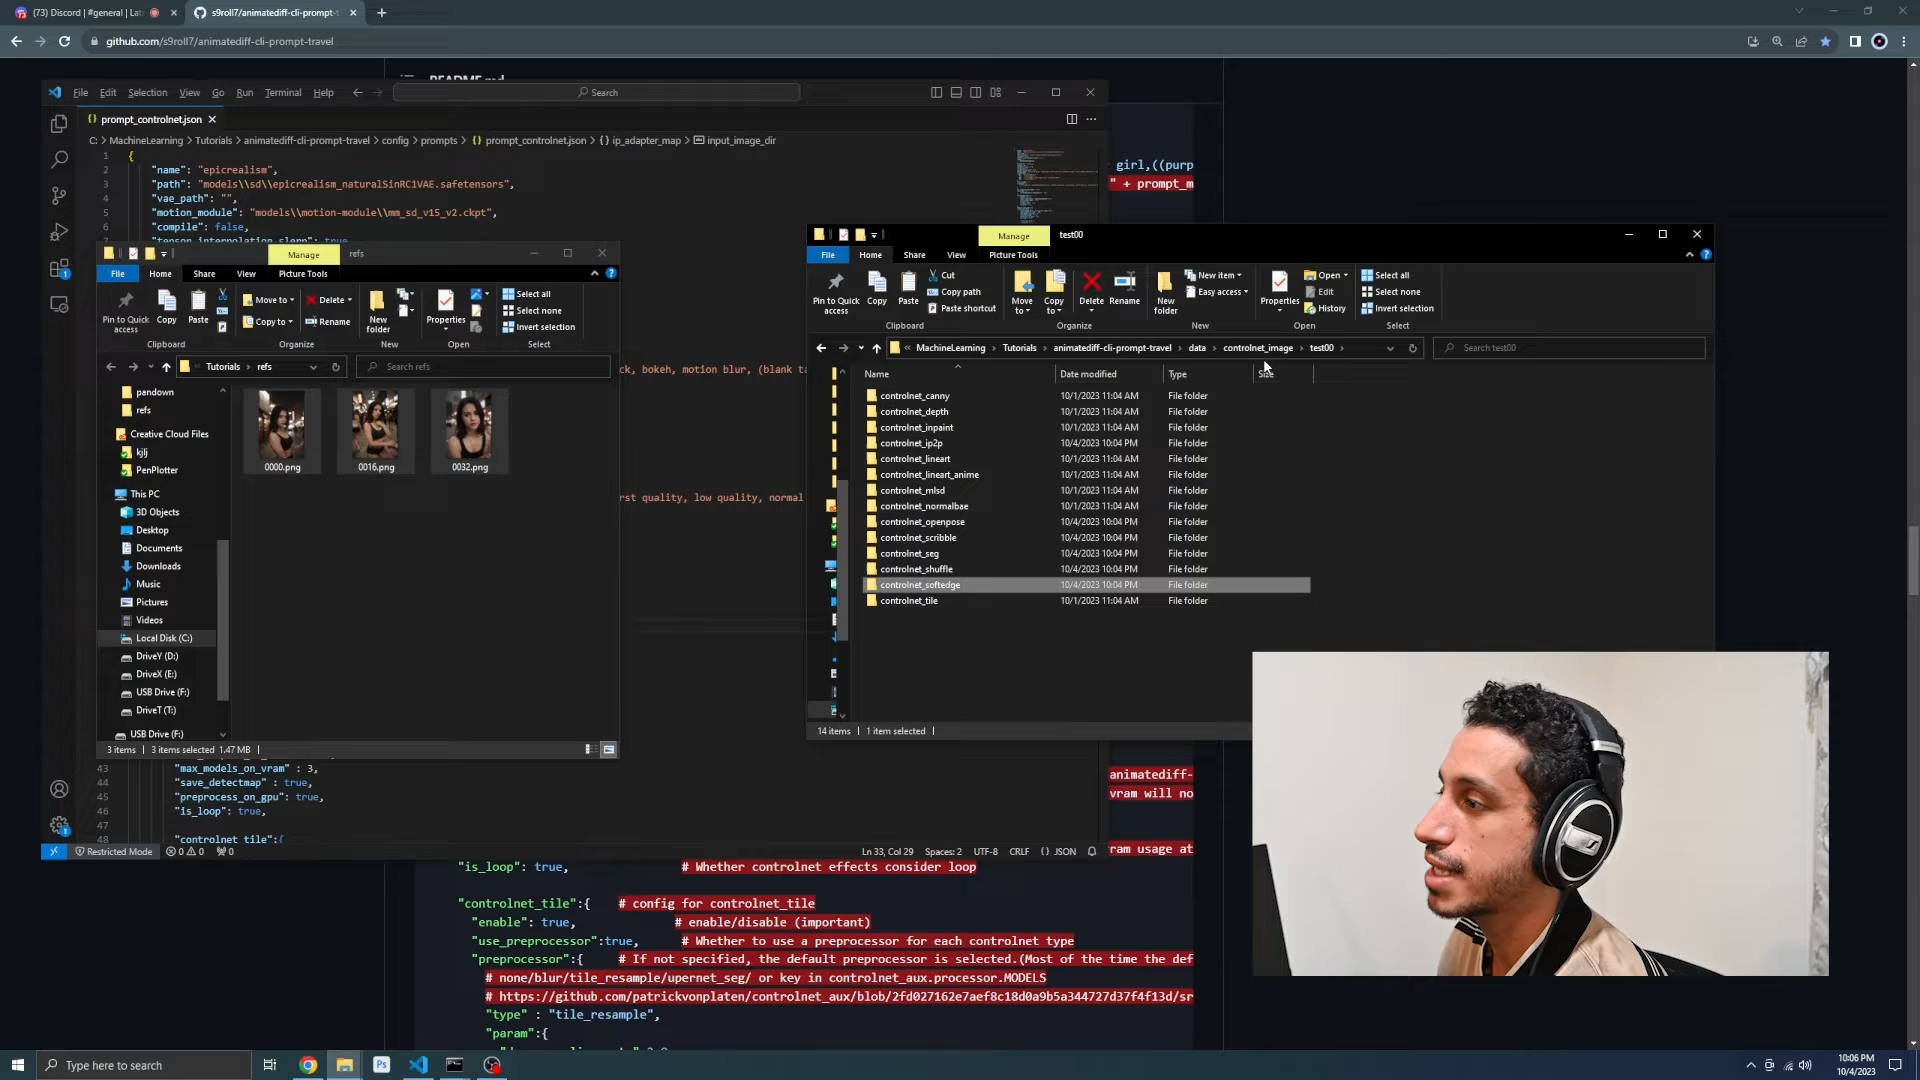 (73) Discord | #general | Lat
s9roll7/animatediff-cli-prompt-
github.com/s9roll7/animatediff-cli-prompt-travel
README.md
File Edit Selection View Go Run Terminal Help
Search
prompt_controlnet.json
C: > MachineLearning > Tutorials > animatediff-cli-prompt-travel > config > prompts > {} prompt_controlnet.json > {} ip_adapter_map > input_image_dir
1 {
2 "name": "epicrealism",
3 "path": "models\\sd\\epicrealism_naturalSinRC1VAE.safetensors",
4 "vae_path": "",
5 "motion_module": "models\\motion-module\\mm_sd_v15_v2.ckpt",
6 "compile": false,
"tensor_interpolation_slerp": true
girl,((purp
" + prompt_m
Manage
refs
File
Home
Share
View
Picture Tools
Pin to Quick access
Copy
Paste
Move to
Copy to
Delete
Rename
New folder
Properties
Select all
Select none
Invert selection
Clipboard
Organize
New
Open
Select
Tutorials > refs
Search refs
pandown
refs
Creative Cloud Files
kjlj
PenPlotter
This PC
3D Objects
Desktop
Documents
Downloads
Music
Pictures
Videos
Local Disk (C:)
DriveY (D:)
DriveX (E:)
USB Drive (F:)
DriveT (T:)
USB Drive (F:)
0000.png
0016.png
0032.png
3 items
3 items selected 1.47 MB
ck, bokeh, motion blur, (blank ta
rst quality, low quality, normal
Manage
test00
File
Home
Share
View
Picture Tools
Pin to Quick access
Copy
Paste
Cut
Copy path
Paste shortcut
Move to
Copy to
Delete
Rename
New folder
New item
Easy access
Properties
Open
Edit
History
Select all
Select none
Invert selection
Clipboard
Organize
New
Open
Select
« MachineLearning > Tutorials > animatediff-cli-prompt-travel > data > controlnet_image > test00 >
Search test00
Name Date modified Type Size
controlnet_canny 10/1/2023 11:04 AM File folder
controlnet_depth 10/1/2023 11:04 AM File folder
controlnet_inpaint 10/1/2023 11:04 AM File folder
controlnet_ip2p 10/4/2023 10:04 PM File folder
controlnet_lineart 10/1/2023 11:04 AM File folder
controlnet_lineart_anime 10/1/2023 11:04 AM File folder
controlnet_mlsd 10/1/2023 11:04 AM File folder
controlnet_normalbae 10/1/2023 11:04 AM File folder
controlnet_openpose 10/4/2023 10:04 PM File folder
controlnet_scribble 10/4/2023 10:04 PM File folder
controlnet_seg 10/4/2023 10:04 PM File folder
controlnet_shuffle 10/4/2023 10:04 PM File folder
controlnet_softedge 10/4/2023 10:04 PM File folder
controlnet_tile 10/1/2023 11:04 AM File folder
14 items
1 item selected
43 "max_models_on_vram" : 3,
44 "save_detectmap" : true,
45 "preprocess_on_gpu": true,
46 "is_loop": true,
47
48 "controlnet_tile":{
animatediff-
vram will no
ram usage at
Restricted Mode
0
0
0
Ln 33, Col 29
Spaces: 2
UTF-8
CRLF
{} JSON
"is_loop": true, # Whether controlnet effects consider loop
"controlnet_tile":{ # config for controlnet_tile
"enable": true, # enable/disable (important)
"use_preprocessor":true, # Whether to use a preprocessor for each controlnet type
"preprocessor":{ # If not specified, the default preprocessor is selected.(Most of the time the def
# none/blur/tile_resample/upernet_seg/ or key in controlnet_aux.processor.MODELS
# https://github.com/patrickvonplaten/controlnet_aux/blob/2fd027162e7aef8c18d0a9b5a344727d37f4f13d/sr
"type" : "tile_resample",
"param":{
Type here to search
10:06 PM
10/4/2023